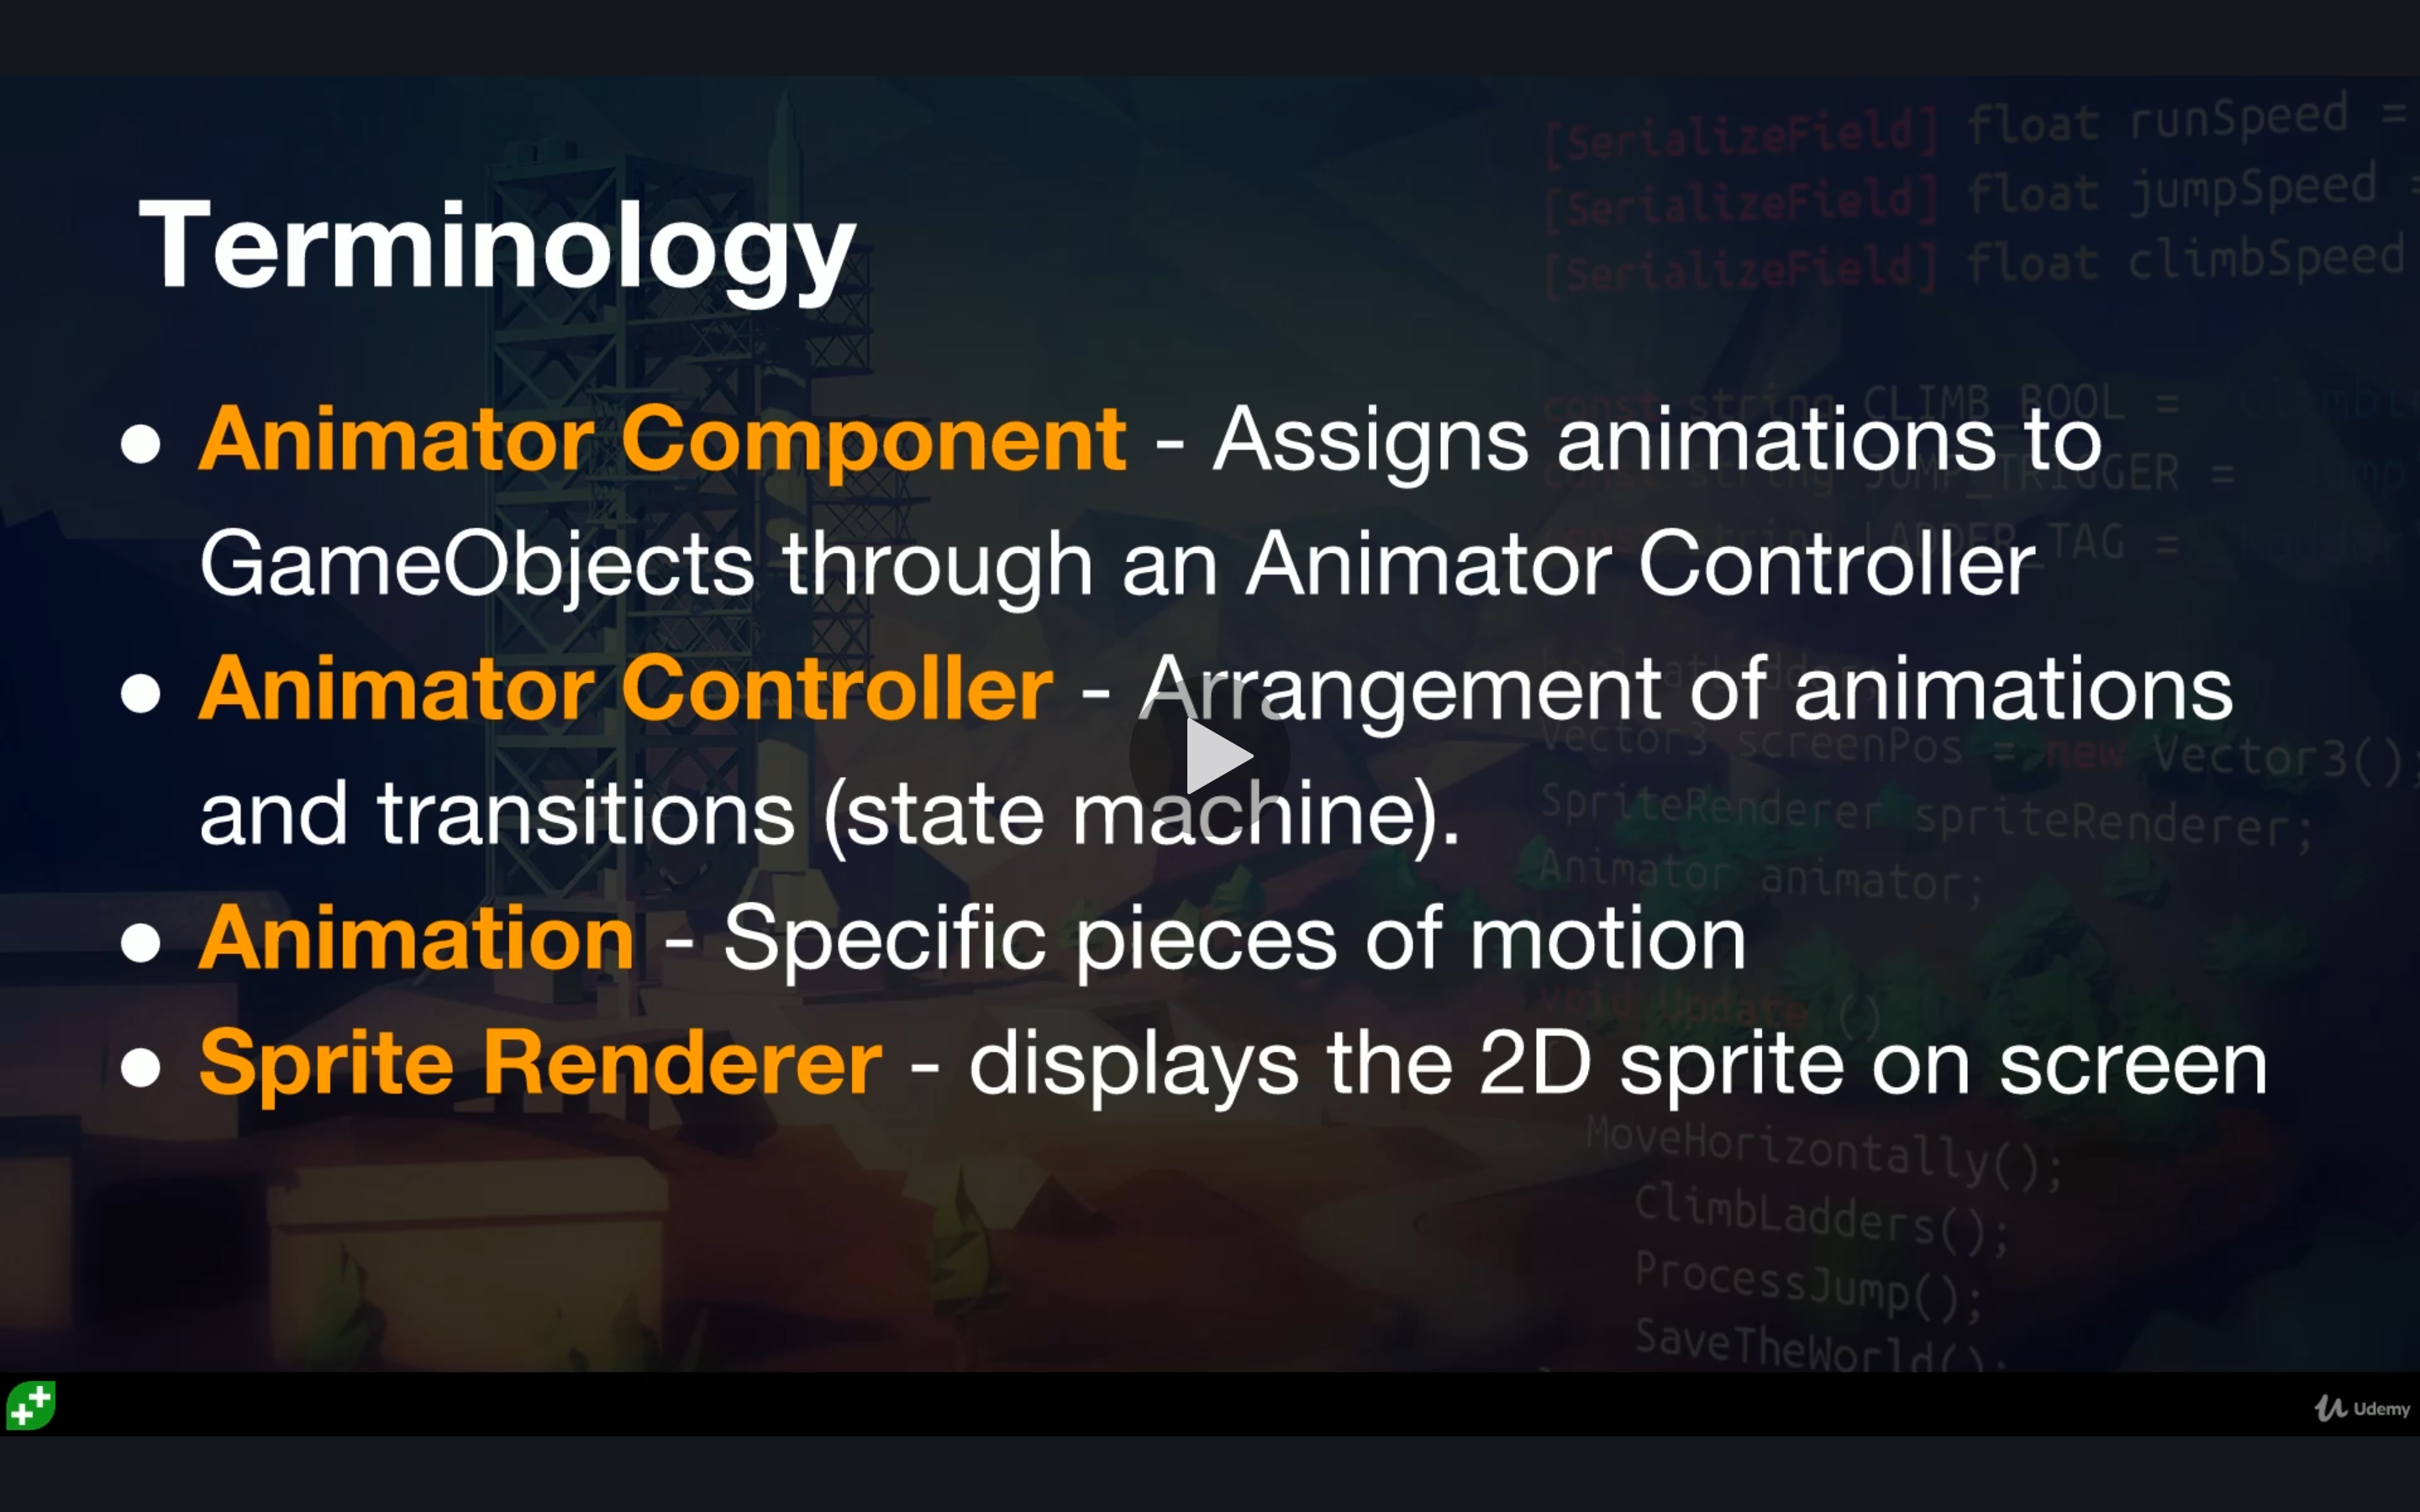 Terminology
● Animator Component - Assigns animations to
GameObjects through an Animator Controller
● Animator Controller - Arrangement of animations
and transitions (state machine).
● Animation - Specific pieces of motion
● Sprite Renderer - displays the 2D sprite on screen
[SerializeField] float runSpeed =
[SerializeField] float jumpSpeed =
[SerializeField] float climbSpeed
const string CLIMB_BOOL =
const string JUMP_TRIGGER =
const string LADDER_TAG =
Vector3 screenPos = new Vector3();
SpriteRenderer spriteRenderer;
Animator animator;
void Update ()
MoveHorizontally();
ClimbLadders();
ProcessJump();
SaveTheWorld();
Udemy